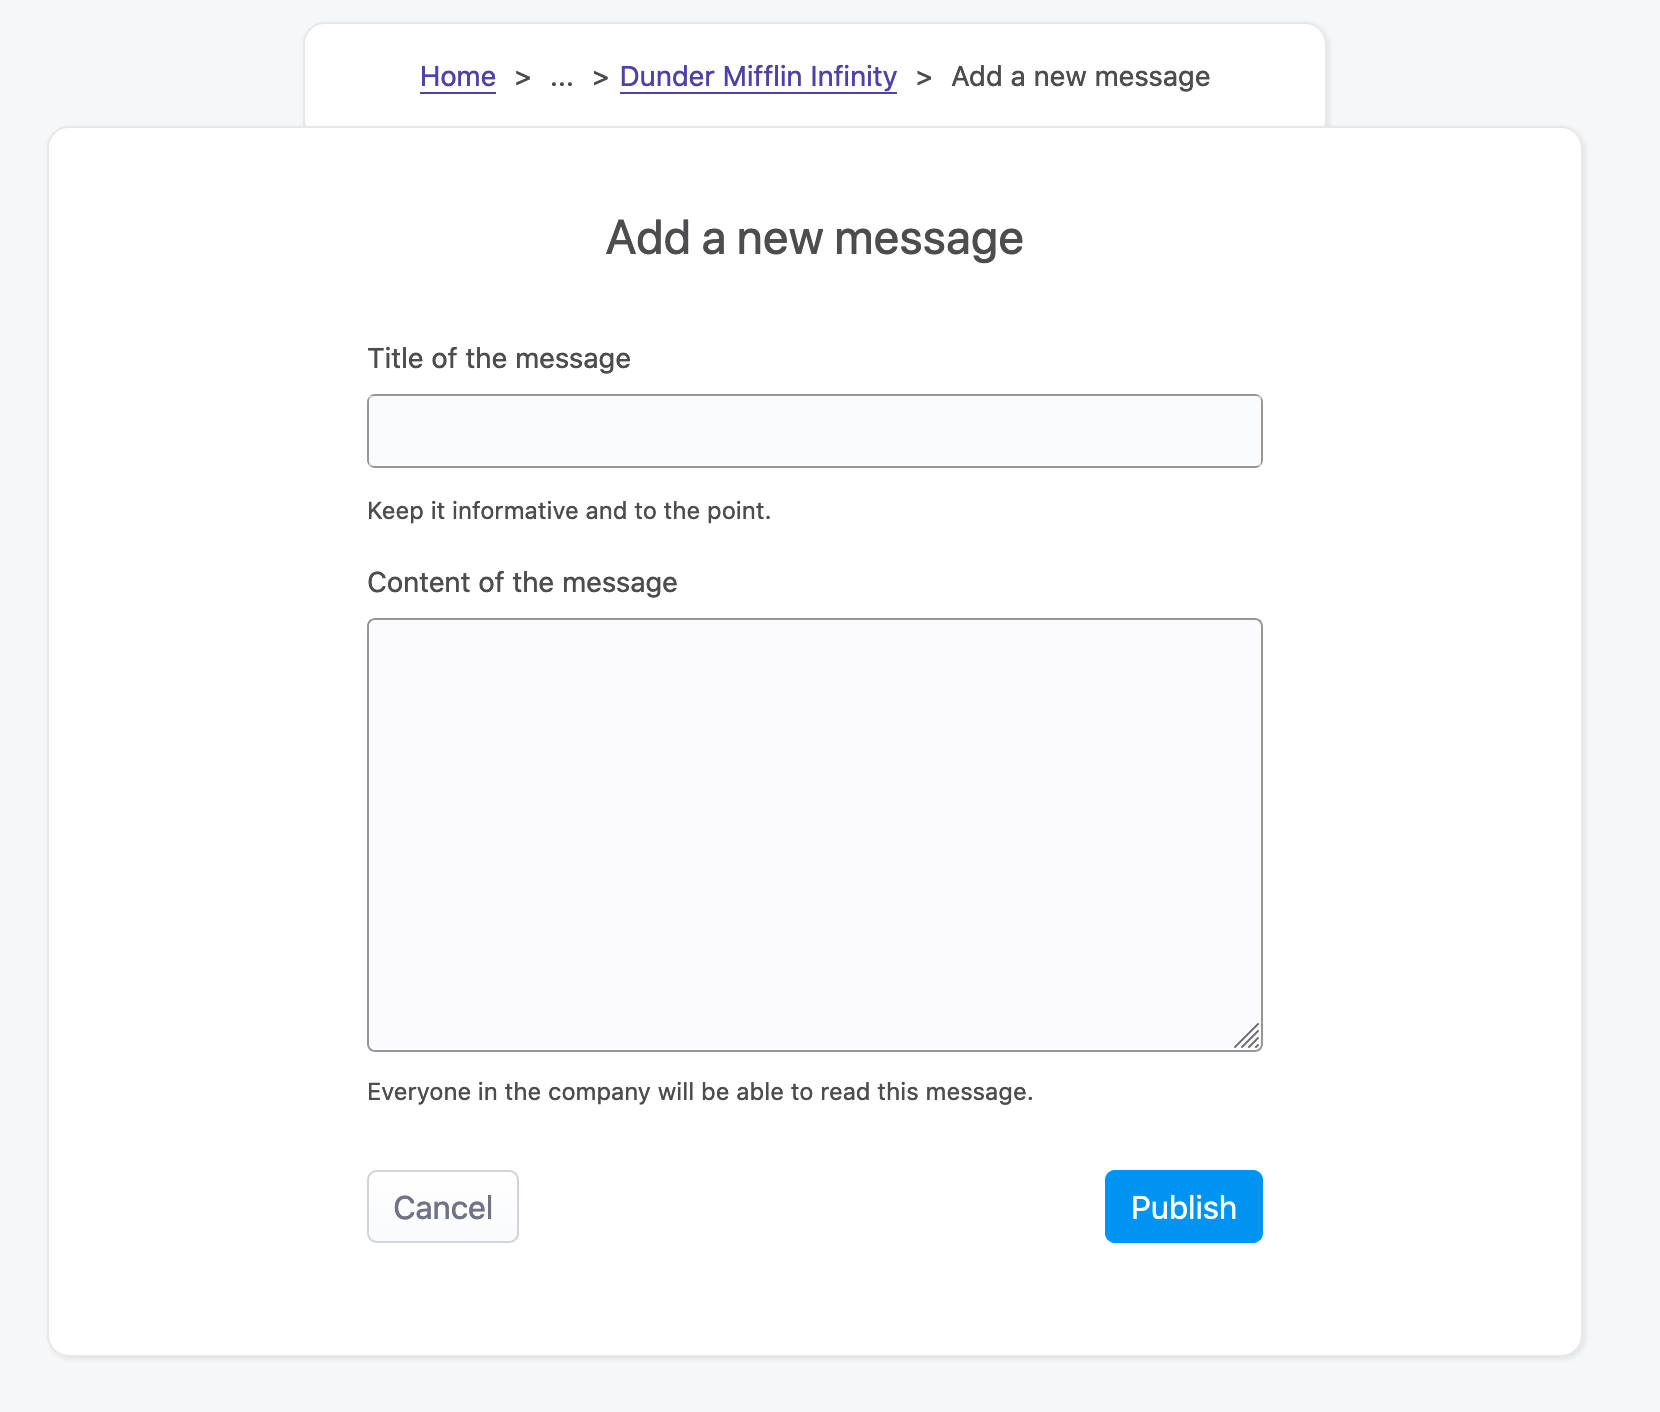 Home > ... > Dunder Mifflin Infinity > Add a new message
Add a new message
Title of the message
Keep it informative and to the point.
Content of the message
Everyone in the company will be able to read this message.
Cancel Publish